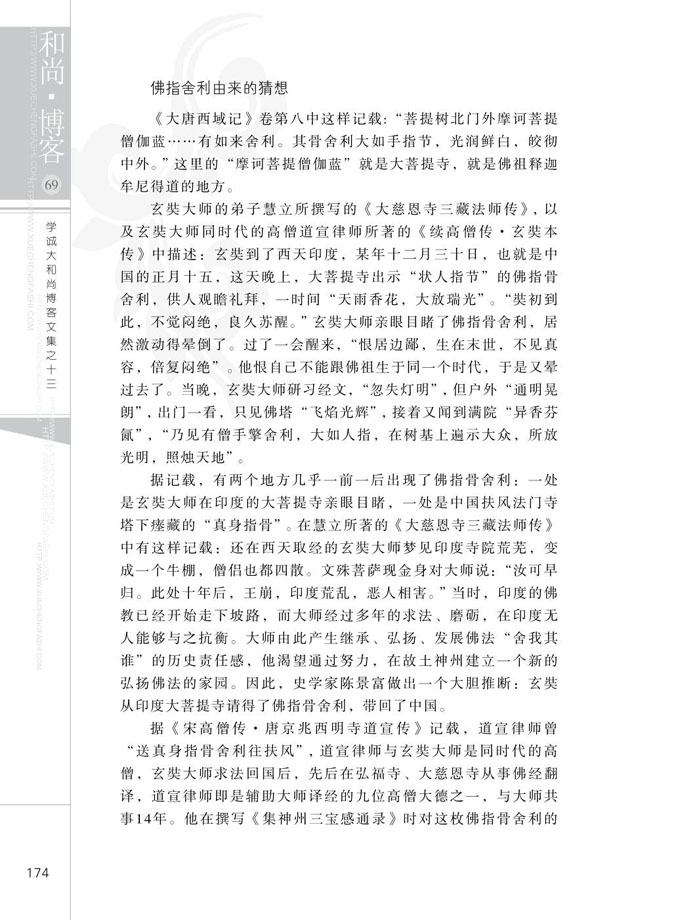 和尚·博客
69
学诚大和尚博客文集之十三
佛指舍利由来的猜想
《大唐西域记》卷第八中这样记载：“菩提树北门外摩诃菩提
僧伽蓝……有如来舍利。其骨舍利大如手指节，光润鲜白，皎彻
中外。”这里的“摩诃菩提僧伽蓝”就是大菩提寺，就是佛祖释迦
牟尼得道的地方。
玄奘大师的弟子慧立所撰写的《大慈恩寺三藏法师传》，以
及玄奘大师同时代的高僧道宣律师所著的《续高僧传·玄奘本
传》中描述：玄奘到了西天印度，某年十二月三十日，也就是中
国的正月十五，这天晚上，大菩提寺出示“状人指节”的佛指骨
舍利，供人观瞻礼拜，一时间“天雨香花，大放瑞光”。“奘初到
此，不觉闷绝，良久苏醒。”玄奘大师亲眼目睹了佛指骨舍利，居
然激动得晕倒了。过了一会醒来，“恨居边鄙，生在末世，不见真
容，倍复闷绝”。他恨自己不能跟佛祖生于同一个时代，于是又晕
过去了。当晚，玄奘大师研习经文，“忽失灯明”，但户外“通明晃
朗”，出门一看，只见佛塔“飞焰光辉”，接着又闻到满院“异香芬
氤”，“乃见有僧手擎舍利，大如人指，在树基上遍示大众，所放
光明，照烛天地”。
据记载，有两个地方几乎一前一后出现了佛指骨舍利：一处
是玄奘大师在印度的大菩提寺亲眼目睹，一处是中国扶风法门寺
塔下瘗藏的“真身指骨”。在慧立所著的《大慈恩寺三藏法师传》
中有这样记载：还在西天取经的玄奘大师梦见印度寺院荒芜，变
成一个牛棚，僧侣也都四散。文殊菩萨现金身对大师说：“汝可早
归。此处十年后，王崩，印度荒乱，恶人相害。”当时，印度的佛
教已经开始走下坡路，而大师经过多年的求法、磨砺，在印度无
人能够与之抗衡。大师由此产生继承、弘扬、发展佛法“舍我其
谁”的历史责任感，他渴望通过努力，在故土神州建立一个新的
弘扬佛法的家园。因此，史学家陈景富做出一个大胆推断：玄奘
从印度大菩提寺请得了佛指骨舍利，带回了中国。
据《宋高僧传·唐京兆西明寺道宣传》记载，道宣律师曾
“送真身指骨舍利往扶风”，道宣律师与玄奘大师是同时代的高
僧，玄奘大师求法回国后，先后在弘福寺、大慈恩寺从事佛经翻
译，道宣律师即是辅助大师译经的九位高僧大德之一，与大师共
事14年。他在撰写《集神州三宝感通录》时对这枚佛指骨舍利的
174